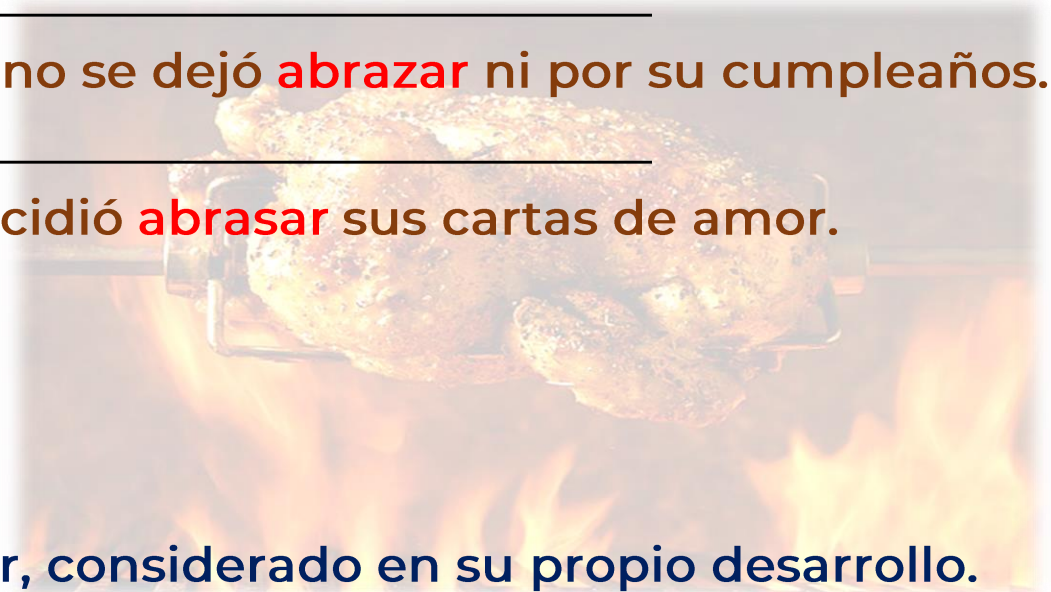 no se dejó abrazar ni por su cumpleaños.
cidió abrasar sus cartas de amor.
r, considerado en su propio desarrollo.